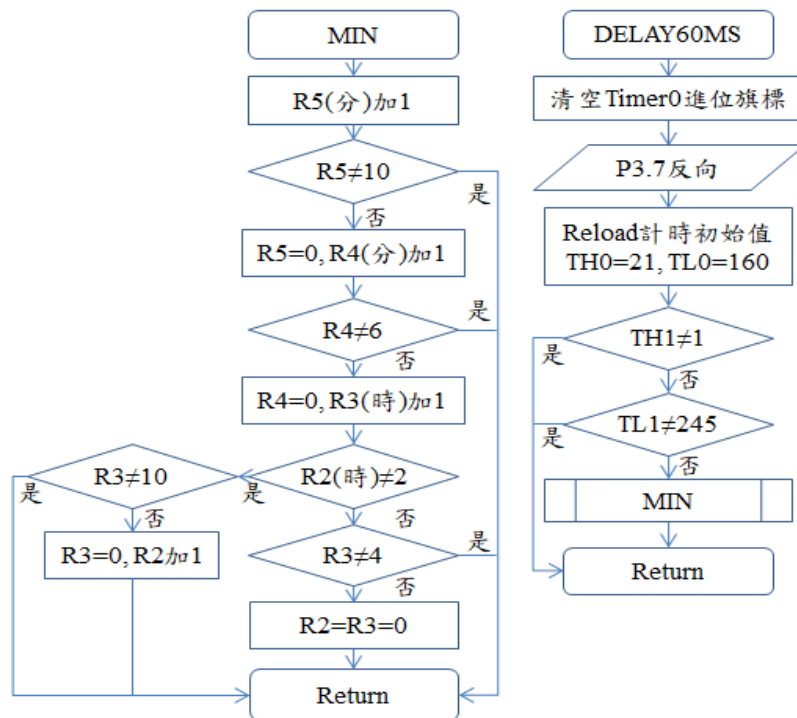 MIN
R5(分)加1
R5≠10
是
否
R5=0, R4(分)加1
R4≠6
是
否
R4=0, R3(時)加1
R2(時)≠2
是
否
R3≠10
是
否
R3=0, R2加1
R3≠4
是
否
R2=R3=0
Return
DELAY60MS
清空Timer0進位旗標
P3.7反向
Reload計時初始值
TH0=21, TL0=160
TH1≠1
是
否
TL1≠245
是
否
MIN
Return